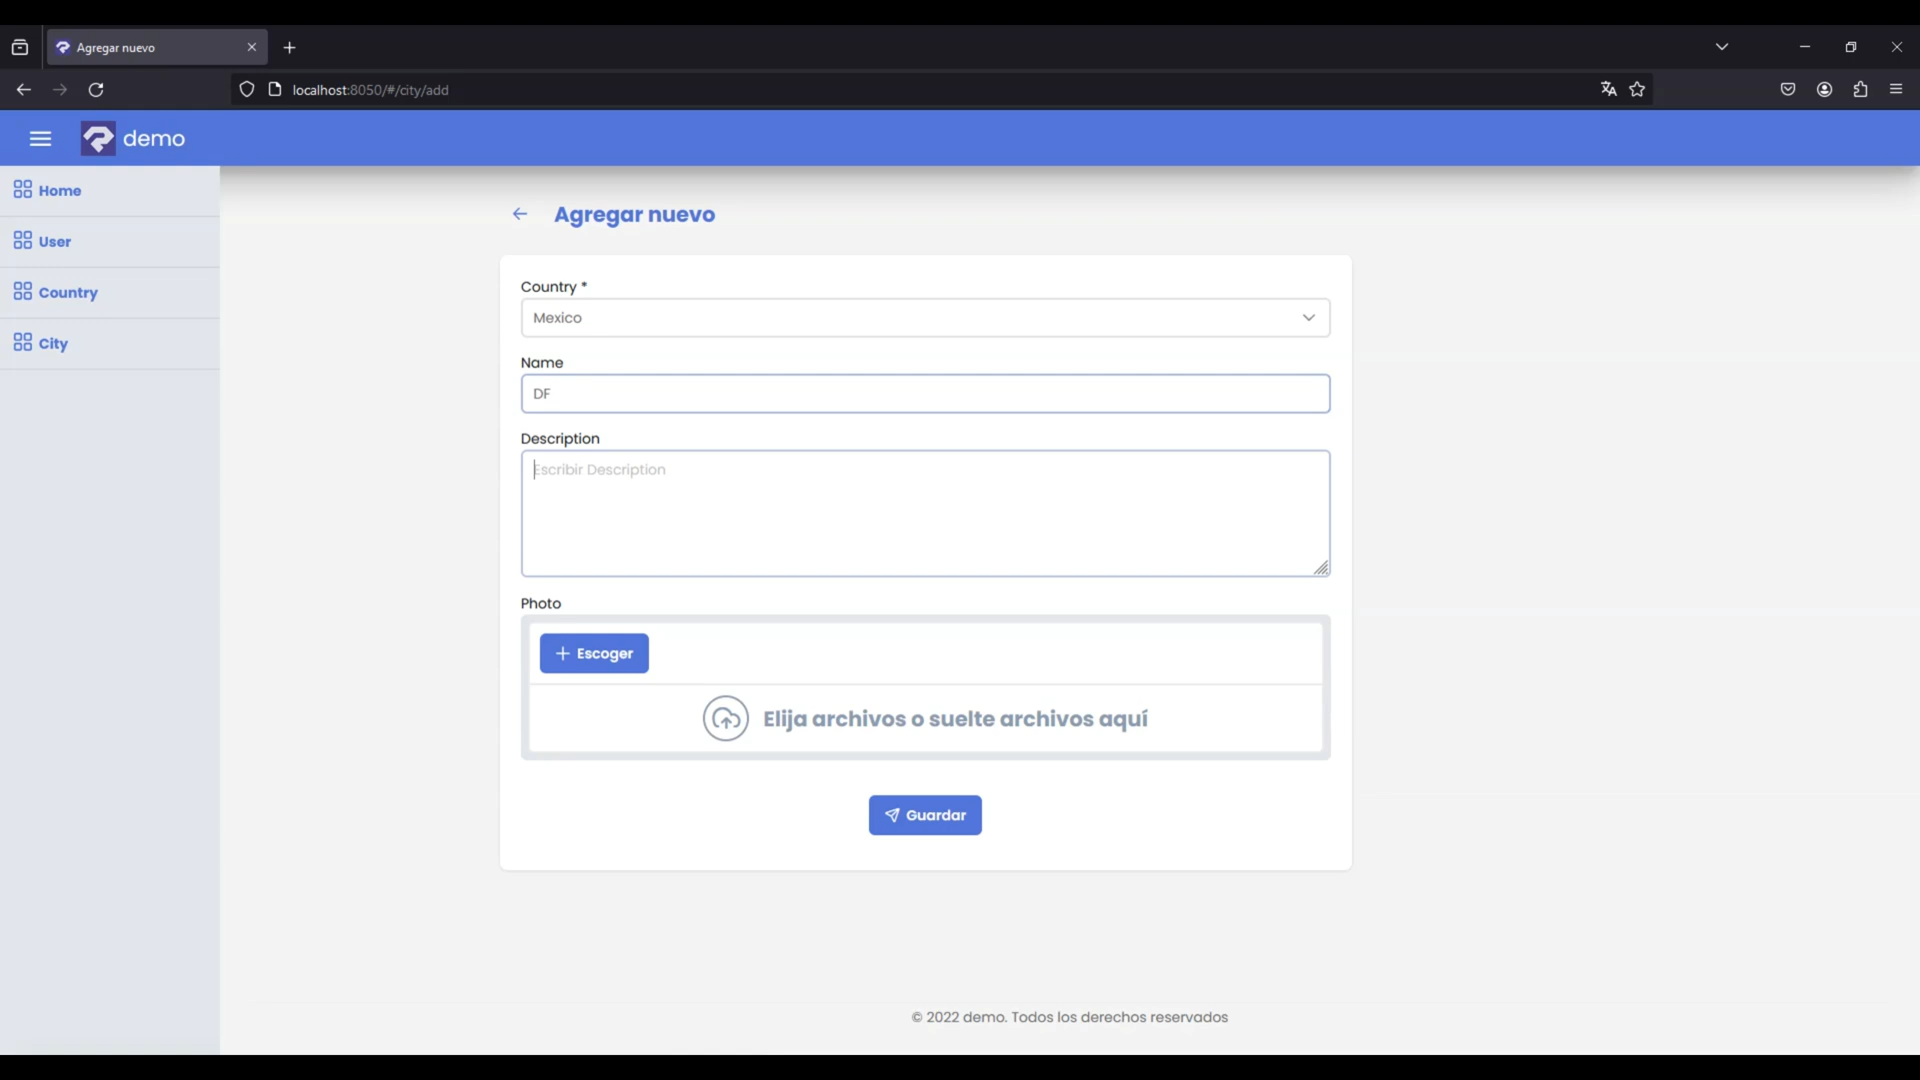 Agregar nuevo
localhost:8050/#/city/add
demo
Home
User
Country
City
Agregar nuevo
Country *
Mexico
Name
DF
Description
Escribir Description
Photo
Escoger
Elija archivos o suelte archivos aquí
Guardar
© 2022 demo. Todos los derechos reservados